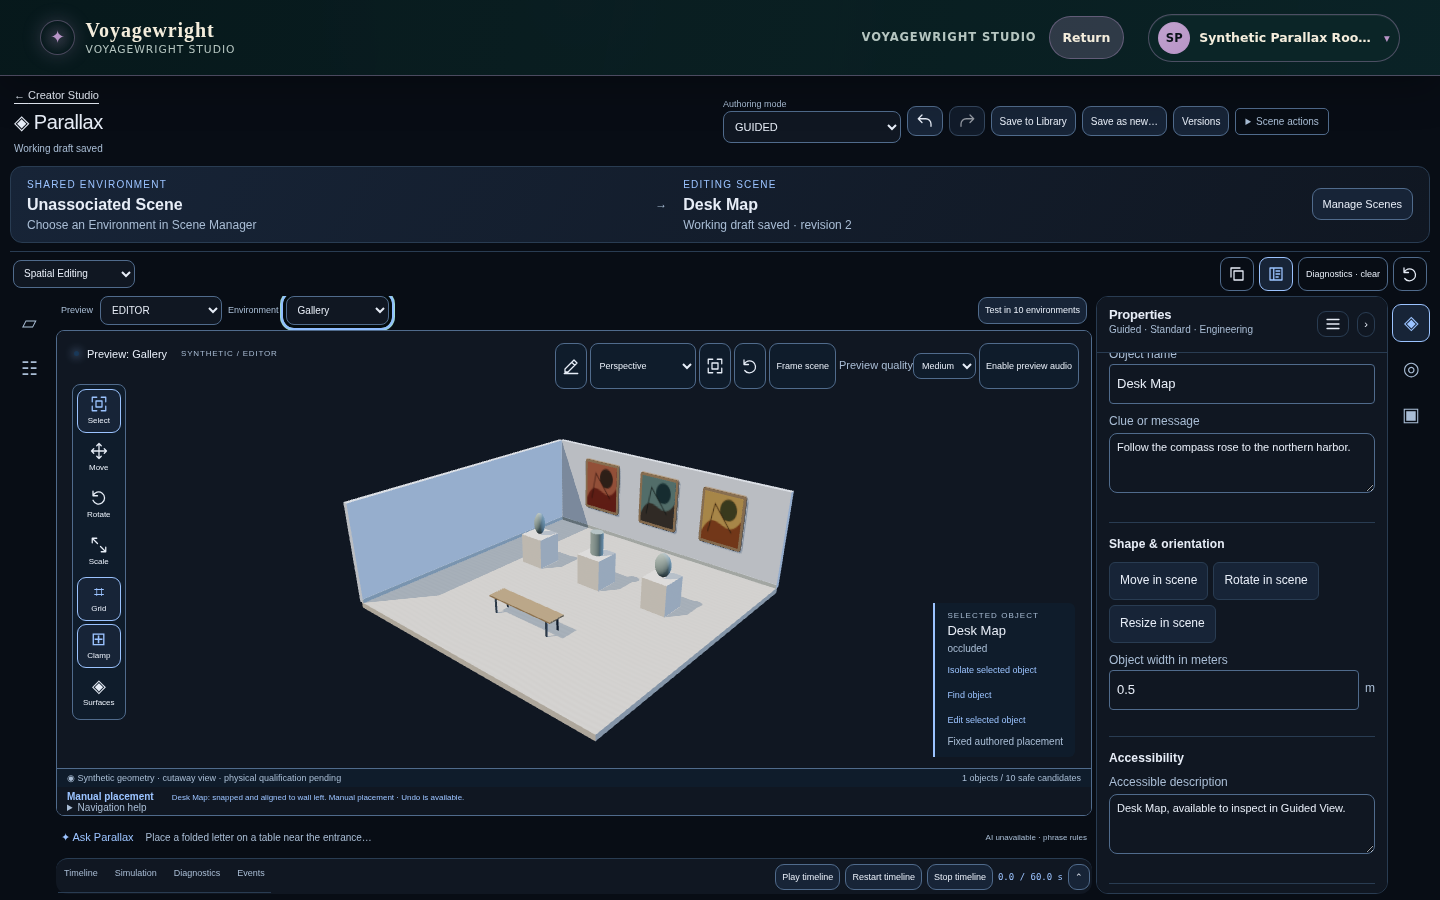 Voyagewright
VOYAGEWRIGHT STUDIO
VOYAGEWRIGHT STUDIO
Return
SP
Synthetic Parallax Roo…
← Creator Studio
◈ Parallax
Working draft saved
Authoring mode
GUIDED
Save to Library
Save as new…
Versions
Scene actions
SHARED ENVIRONMENT
Unassociated Scene
Choose an Environment in Scene Manager
→
EDITING SCENE
Desk Map
Working draft saved · revision 2
Manage Scenes
Spatial Editing
Diagnostics · clear
Preview
EDITOR
Environment
Gallery
Test in 10 environments
Preview: Gallery
SYNTHETIC / EDITOR
Perspective
Frame scene
Preview quality
Medium
Enable preview audio
Select
Move
Rotate
Scale
Grid
Clamp
Surfaces
SELECTED OBJECT
Desk Map
occluded
Isolate selected object
Find object
Edit selected object
Fixed authored placement
◉ Synthetic geometry · cutaway view · physical qualification pending
1 objects / 10 safe candidates
Manual placement
Desk Map: snapped and aligned to wall left. Manual placement · Undo is available.
Navigation help
✦ Ask Parallax
Place a folded letter on a table near the entrance…
AI unavailable · phrase rules
Timeline
Simulation
Diagnostics
Events
Play timeline
Restart timeline
Stop timeline
0.0 / 60.0 s
Properties
Guided · Standard · Engineering
Object name
Desk Map
Clue or message
Follow the compass rose to the northern harbor.
Shape & orientation
Move in scene
Rotate in scene
Resize in scene
Object width in meters
0.5
m
Accessibility
Accessible description
Desk Map, available to inspect in Guided View.